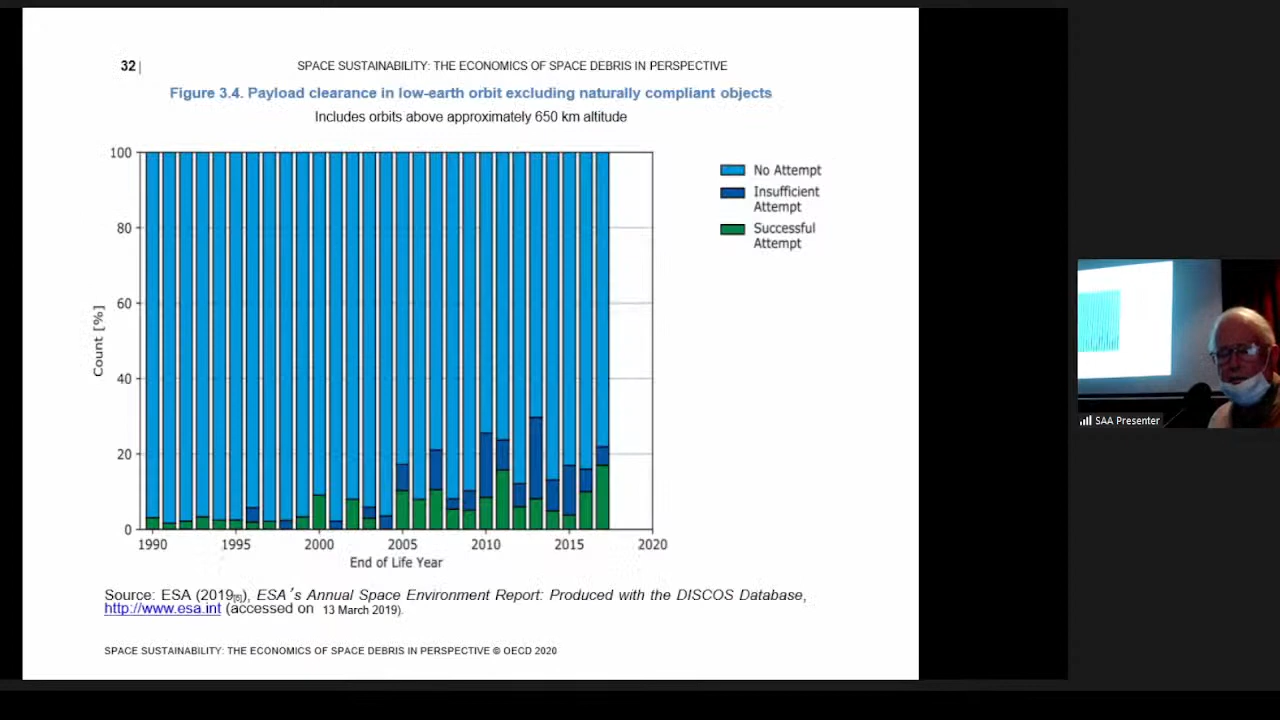 32|
SPACE SUSTAINABILITY: THE ECONOMICS OF SPACE DEBRIS IN PERSPECTIVE
Figure 3.4. Payload clearance in low-earth orbit excluding naturally compliant objects
Includes orbits above approximately 650 km altitude
100
80
60
40
20
0
Count [%]
1990 1995 2000 2005 2010 2015 2020
End of Life Year
No Attempt
Insufficient
Attempt
Successful
Attempt
Source: ESA (2019[5]), ESA's Annual Space Environment Report: Produced with the DISCOS Database,
http://www.esa.int (accessed on 13 March 2019).
SPACE SUSTAINABILITY: THE ECONOMICS OF SPACE DEBRIS IN PERSPECTIVE © OECD 2020
SAA Presenter